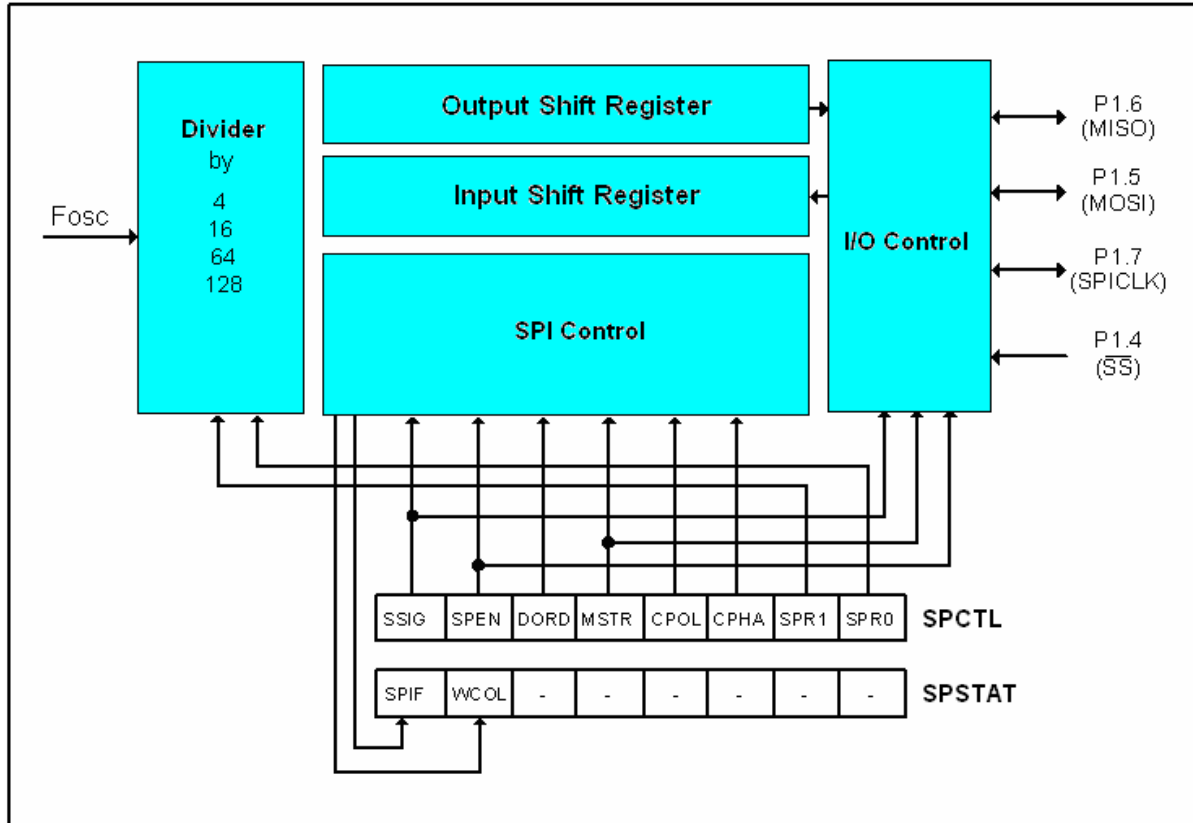 Output Shift Register
Divider
by
4
16
64
128
Input Shift Register
SPI Control
I/O Control
Fosc
P1.6
(MISO)
P1.5
(MOSI)
P1.7
(SPICLK)
P1.4
(S̅S̅)
SSIG SPEN DORD MSTR CPOL CPHA SPR1 SPR0 SPCTL
SPIF WCOL - - - - - - SPSTAT